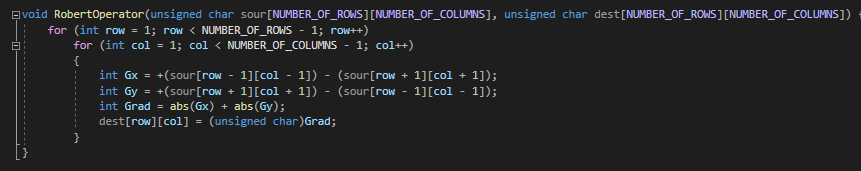 void RobertOperator(unsigned char sour[NUMBER_OF_ROWS][NUMBER_OF_COLUMNS], unsigned char dest[NUMBER_OF_ROWS][NUMBER_OF_COLUMNS]) {
for (int row = 1; row < NUMBER_OF_ROWS - 1; row++)
for (int col = 1; col < NUMBER_OF_COLUMNS - 1; col++)
{
int Gx = +(sour[row - 1][col - 1]) - (sour[row + 1][col + 1]);
int Gy = +(sour[row + 1][col + 1]) - (sour[row - 1][col - 1]);
int Grad = abs(Gx) + abs(Gy);
dest[row][col] = (unsigned char)Grad;
}
}